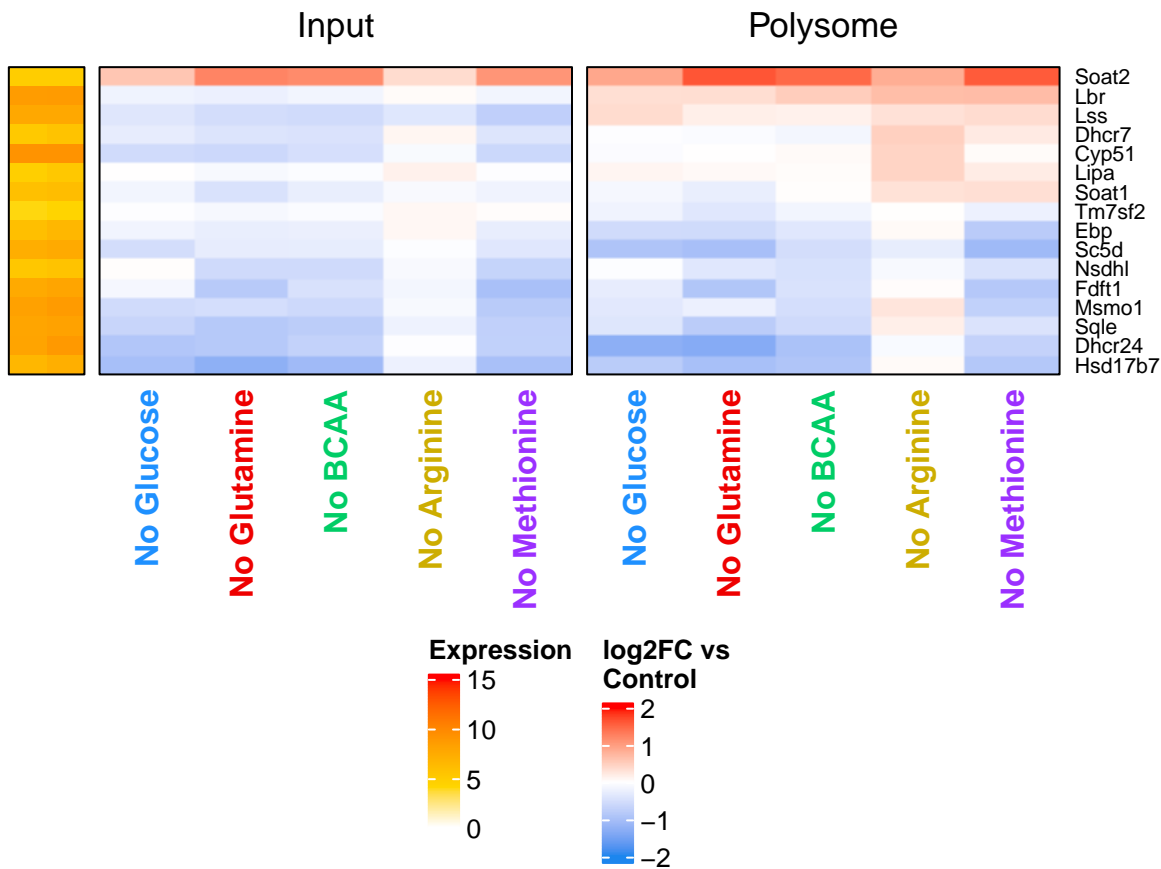 Input
Polysome
Soat2
Lbr
Lss
Dhcr7
Cyp51
Lipa
Soat1
Tm7sf2
Ebp
Sc5d
Nsdhl
Fdft1
Msmo1
Sqle
Dhcr24
Hsd17b7
No Glucose
No Glutamine
No BCAA
No Arginine
No Methionine
No Glucose
No Glutamine
No BCAA
No Arginine
No Methionine
Expression
15
10
5
0
log2FC vs
Control
2
1
0
−1
−2